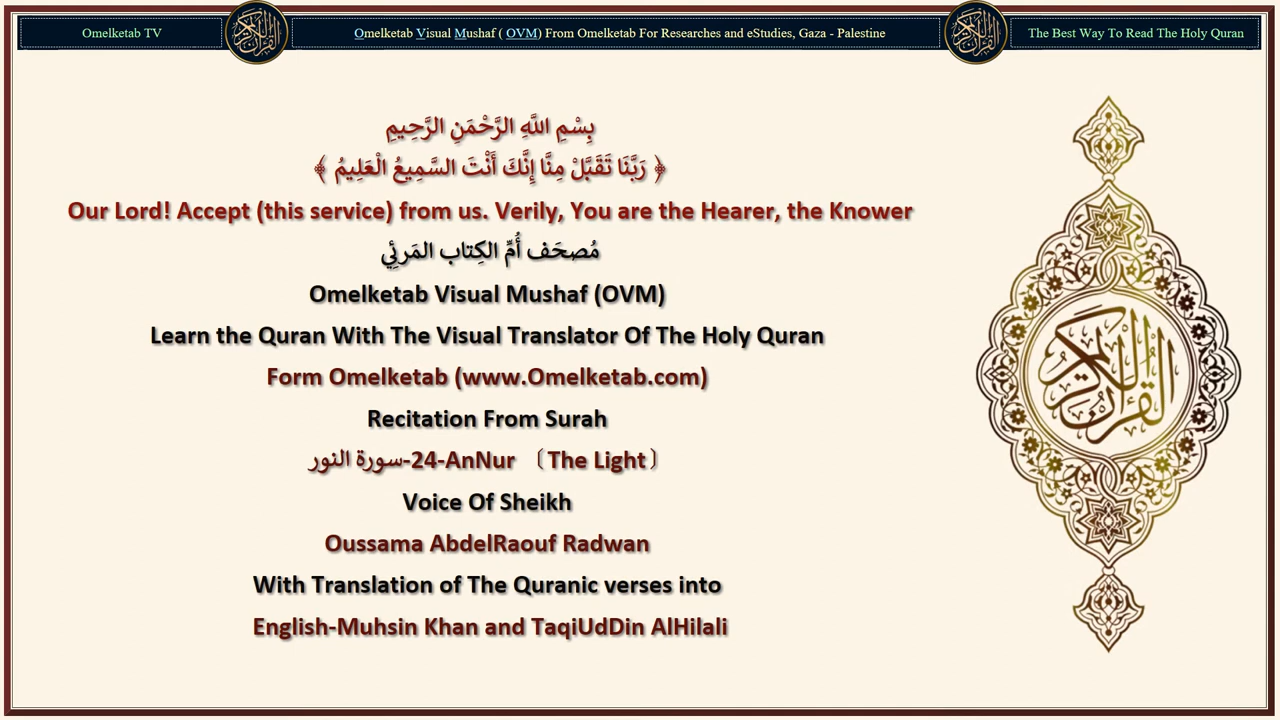 Omelketab TV
Omelketab Visual Mushaf ( OVM) From Omelketab For Researches and eStudies, Gaza - Palestine
The Best Way To Read The Holy Quran
بِسْمِ اللَّهِ الرَّحْمَنِ الرَّحِيمِ
﴿ رَبَّنَا تَقَبَّلْ مِنَّا إِنَّكَ أَنْتَ السَّمِيعُ الْعَلِيمُ ﴾
Our Lord! Accept (this service) from us. Verily, You are the Hearer, the Knower
مُصحَف أُمِّ الكِتاب المَرئِي
Omelketab Visual Mushaf (OVM)
Learn the Quran With The Visual Translator Of The Holy Quran
Form Omelketab (www.Omelketab.com)
Recitation From Surah
سورة النور-24-AnNur 〔The Light〕
Voice Of Sheikh
Oussama AbdelRaouf Radwan
With Translation of The Quranic verses into
English-Muhsin Khan and TaqiUdDin AlHilali
القرآن الكريم